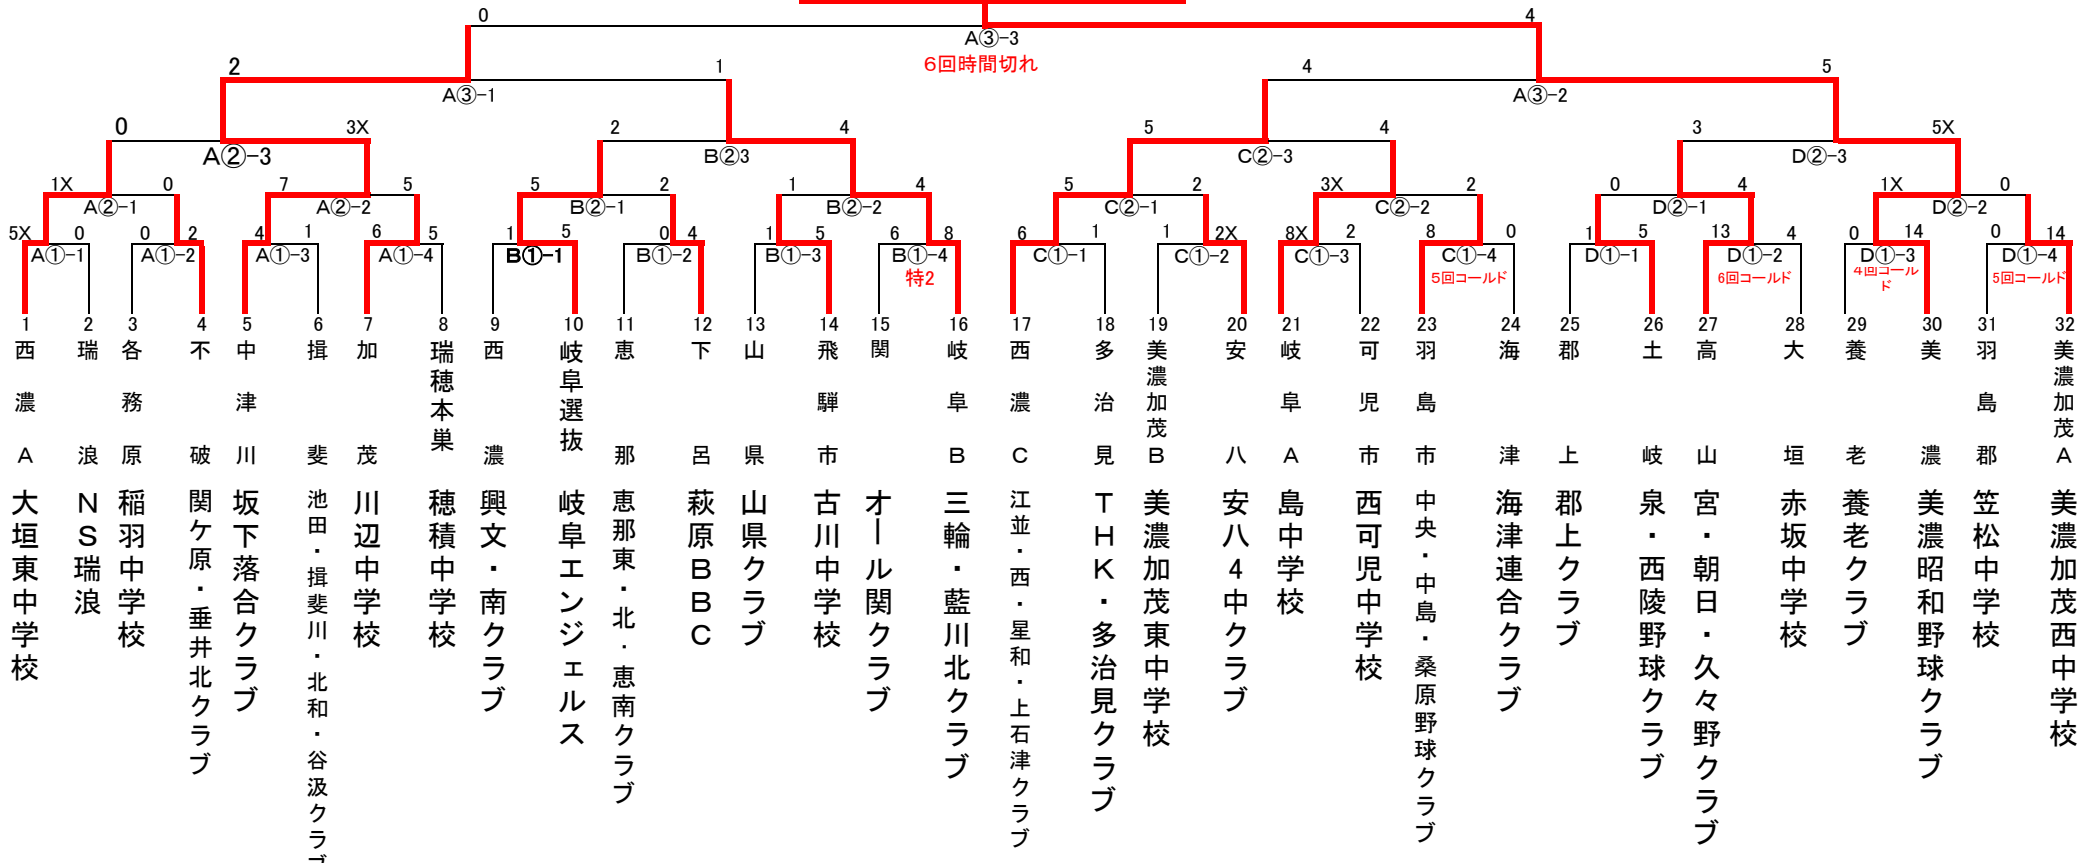 0 4
A③-3
6回時間切れ
2 1 4 5
A③-1 A③-2
0 3X 2 4 5 4 3 5X
A②-3 B②3 C②-3 D②-3
1X 0 7 5 5 2 1 4 5 2 3X 2 0 4 1X 0
A②-1 A②-2 B②-1 B②-2 C②-1 C②-2 D②-1 D②-2
5X 0 0 2 4 1 6 5 1 5 0 4 1 5 6 8 6 1 1 2X 8X 2 8 0 1 5 13 4 0 14 0 14
A①-1 A①-2 A①-3 A①-4 B①-1 B①-2 B①-3 B①-4 C①-1 C①-2 C①-3 C①-4 D①-1 D①-2 D①-3 D①-4
特2 5回コールド 6回コールド 4回コールド 5回コールド
1 2 3 4 5 6 7 8 9 10 11 12 13 14 15 16 17 18 19 20 21 22 23 24 25 26 27 28 29 30 31 32
西濃A 大垣東中学校
瑞浪 NS瑞浪
各務原 稲羽中学校
不破 関ケ原・垂井北クラブ
中津川 坂下落合クラブ
揖斐 池田・揖斐川・北和・谷汲クラブ
加茂 川辺中学校
瑞穂本巣 穂積中学校
西濃 興文・南クラブ
岐阜選抜 岐阜エンジェルス
恵那 恵那東・北・恵南クラブ
下呂 萩原BBC
山県 山県クラブ
飛騨市 古川中学校
関 オール関クラブ
岐阜B 三輪・藍川北クラブ
西濃C 江並・西・星和・上石津クラブ
多治見 THK・多治見クラブ
美濃加茂B 美濃加茂東中学校
安八 安八4中クラブ
岐阜A 島中学校
可児市 西可児中学校
羽島市 中央・中島・桑原野球クラブ
海津 海津連合クラブ
郡上 郡上クラブ
土岐 泉・西陵野球クラブ
高山 宮・朝日・久々野クラブ
大垣 赤坂中学校
養老 養老クラブ
美濃 美濃昭和野球クラブ
羽島郡 笠松中学校
美濃加茂A 美濃加茂西中学校